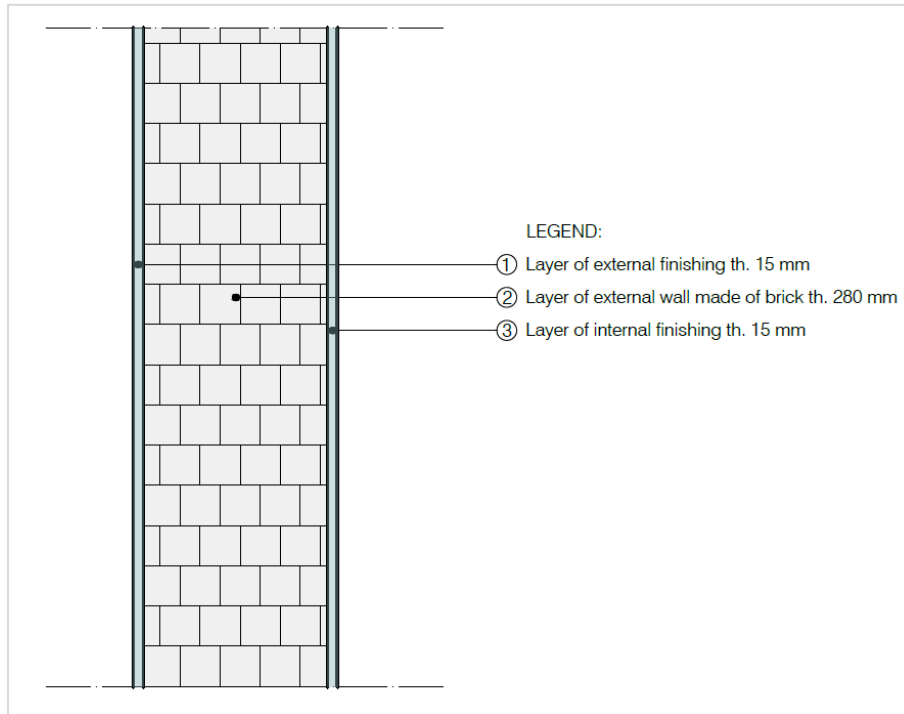 LEGEND:
1 Layer of external finishing th. 15 mm
2 Layer of external wall made of brick th. 280 mm
3 Layer of internal finishing th. 15 mm